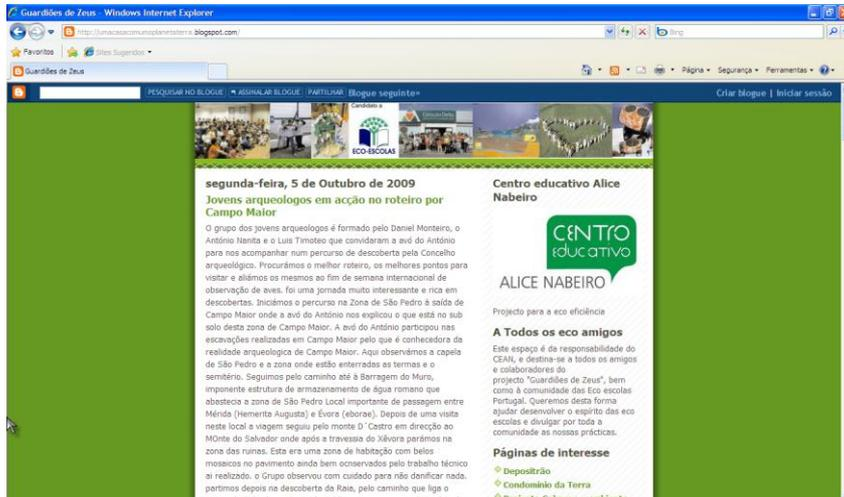 Guardiões de Zeus - Windows Internet Explorer
http://umacasacomumoplanetaterra.blogspot.com/
Bing
Favoritos
Sites Sugeridos
Guardiões de Zeus
Página
Segurança
Ferramentas
PESQUISAR NO BLOGUE
ASSINALAR BLOGUE
PARTILHAR
Blogue seguinte»
Criar blogue | Iniciar sessão
Candidato a
ECO-ESCOLAS
segunda-feira, 5 de Outubro de 2009
Jovens arqueologos em acção no roteiro por
Campo Maior
O grupo dos jovens arqueologos é formado pelo Daniel Monteiro, o
António Nanita e o Luis Timoteo que convidaram a avó do António
para nos acompanhar num percurso de descoberta pela Concelho
arqueológico. Procurámos o melhor roteiro, os melhores pontos para
visitar e aliámos os mesmos ao fim de semana internacional de
observação de aves. foi uma jornada muito interessante e rica em
descobertas. Iniciámos o percurso na Zona de São Pedro à saída de
Campo Maior onde a avó do António nos explicou o que está no sub
solo desta zona de Campo Maior. A avó do António participou nas
escavações realizadas em Campo Maior pelo que é conhecedora da
realidade arqueologica de Campo Maior. Aqui observámos a capela
de São Pedro e a zona onde estão enterradas as termas e o
semitério. Seguimos pelo caminho até à Barragem do Muro,
imponente estrutura de armazenamento de água romano que
abastecia a zona de São Pedro Local importante de passagem entre
Mérida (Hemerita Augusta) e Évora (eborae). Depois de uma visita
neste local a viagem seguiu pelo monte D´Castro em direcção ao
MOnte do Salvador onde após a travessia do Xévora parámos na
zona das ruinas. Esta era uma zona de habitação com belos
mosaicos no pavimento ainda bem ocnservados pelo trabalho técnico
ai realizado. o Grupo observou com cuidado para não danificar nada.
partimos depois na descoberta da Raia, pelo caminho que liga o
Centro educativo Alice
Nabeiro
CENTRO
EDUCATIVO
ALICE NABEIRO
Projecto para a eco eficiência
A Todos os eco amigos
Este espaço é da responsabilidade do
CEAN, e destina-se a todos os amigos
e colaboradores do
projecto "Guardiões de Zeus", bem
como à comunidade das Eco escolas
Portugal. Queremos desta forma
ajudar desenvolver o espírito das eco
escolas e divulgar por toda a
comunidade as nossas prácticas.
Páginas de interesse
Depositrão
Condomínio da Terra